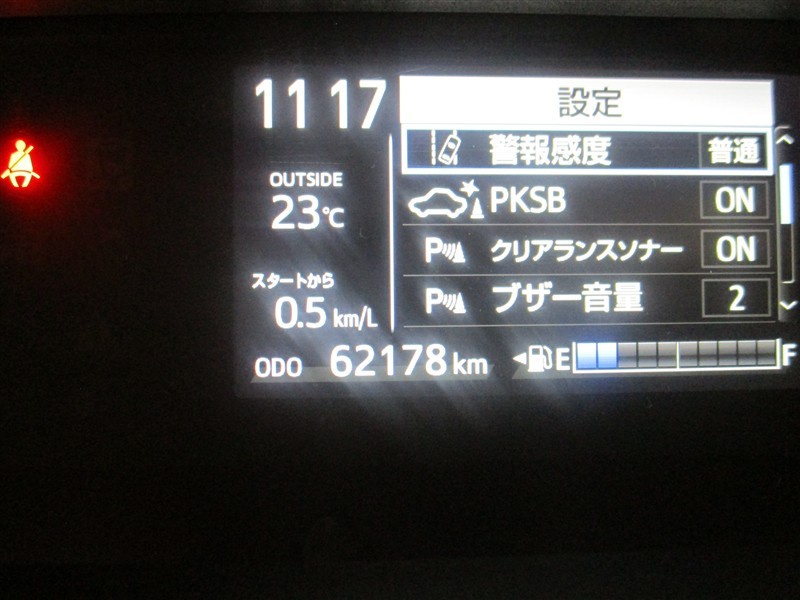 11 17
OUTSIDE
23℃
スタートから
0.5 km/L
設定
警報感度 普通
PKSB ON
P クリアランスソナー ON
P ブザー音量 2
ODO 62178 km
E F